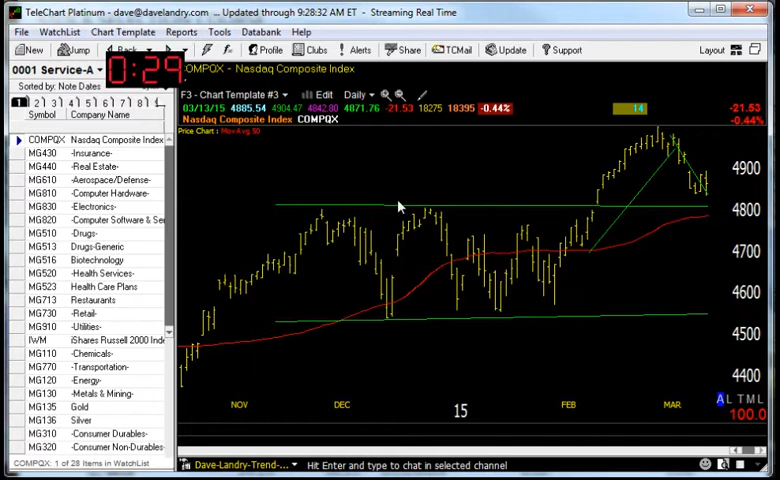 TeleChart Platinum - dave@davelandry.com ... Updated through 9:28:32 AM ET - Streaming Real Time
File WatchList Chart Template Reports Tools Databank Help
New Jump Back Profile Clubs Alerts Share TCMail Update Support Layout
0001 Service-A
0:29
COMPQX - Nasdaq Composite Index
Sorted by: Note Dates
F3 - Chart Template #3 Edit Daily
1 2 3 4 5 6 7 8
03/13/15 4885.54 4904.47 4842.80 4871.76 -21.53 18275 18395 -0.44% 14 -21.53
Symbol Company Name
Nasdaq Composite Index COMPQX -0.44%
Price Chart : MovAvg 50
COMPQX Nasdaq Composite Index
MG430 -Insurance-
MG440 -Real Estate-
MG610 -Aerospace/Defense-
MG810 -Computer Hardware-
MG830 -Electronics-
MG820 -Computer Software & Ser
MG510 -Drugs-
MG513 Drugs-Generic
MG516 Biotechnology
MG520 -Health Services-
MG523 Health Care Plans
MG713 Restaurants
MG730 -Retail-
MG910 -Utilities-
IWM iShares Russell 2000 Inde
MG110 -Chemicals-
MG770 -Transportation-
MG120 -Energy-
MG130 -Metals & Mining-
MG135 Gold
MG136 Silver
MG310 -Consumer Durables-
MG320 -Consumer Non-Durables-
4900
4800
4700
4600
4500
4400
A L T M L
100.0
NOV DEC 15 FEB MAR
COMPQX: 1 of 28 Items in WatchList
Dave-Landry-Trend-... Hit Enter and type to chat in selected channel